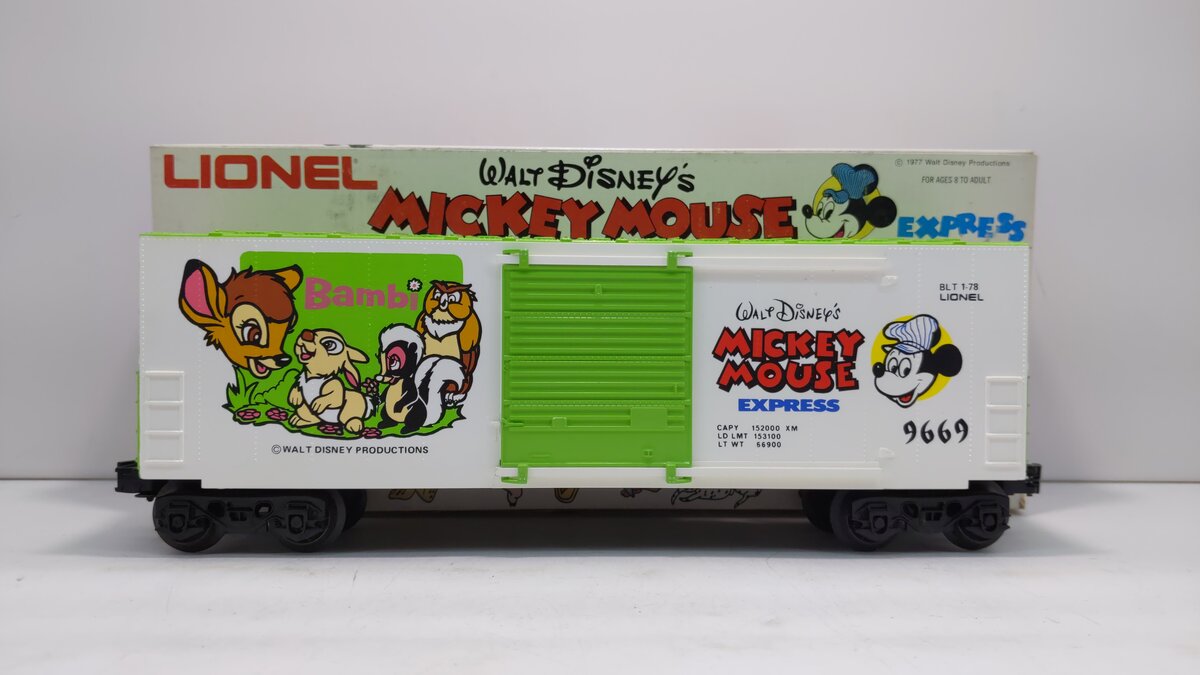 LIONEL
WALT DISNEY'S
MICKEY MOUSE
EXPRESS
© 1977 Walt Disney Productions
FOR AGES 8 TO ADULT
Bambi
© WALT DISNEY PRODUCTIONS
WALT DISNEY'S
MICKEY
MOUSE
EXPRESS
CAPY 152000 XM
LD LMT 153100
LT WT 66900
BLT 1-78
LIONEL
9669